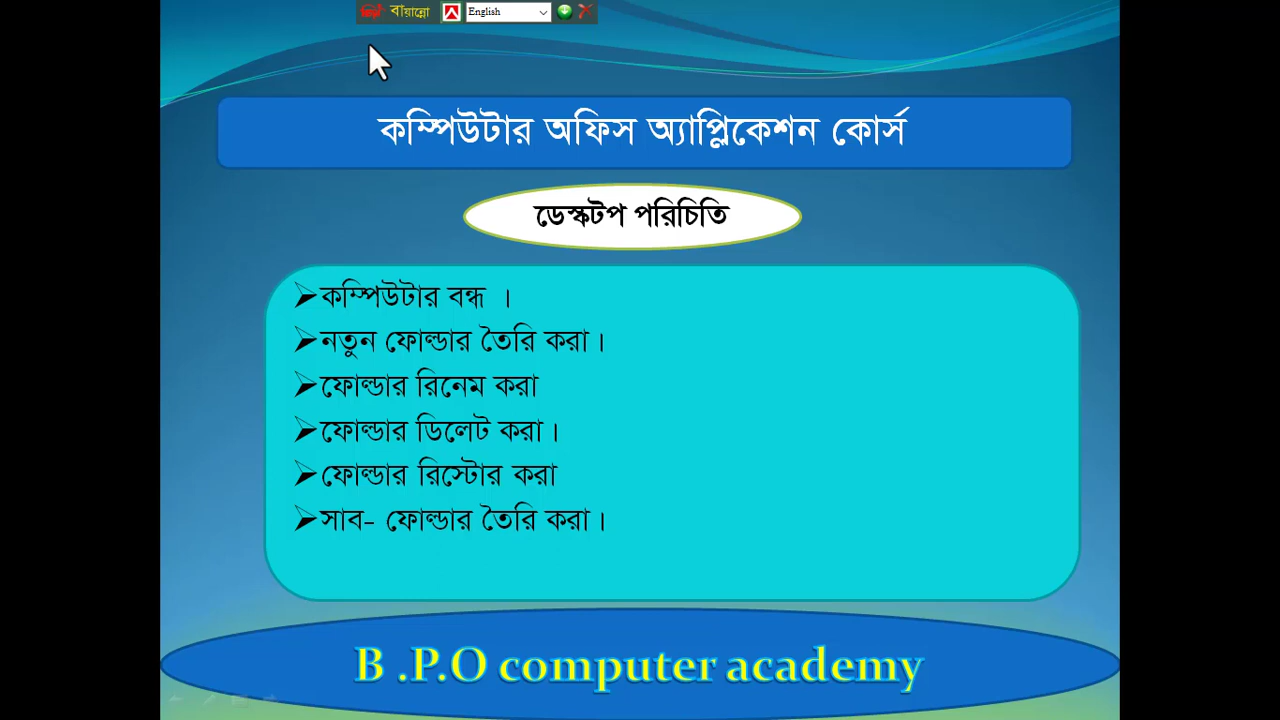 বায়ান্নো English
কম্পিউটার অফিস অ্যাপ্লিকেশন কোর্স
ডেস্কটপ পরিচিতি
➢কম্পিউটার বন্ধ ।
➢নতুন ফোল্ডার তৈরি করা।
➢ফোল্ডার রিনেম করা
➢ফোল্ডার ডিলেট করা।
➢ফোল্ডার রিস্টোর করা
➢সাব- ফোল্ডার তৈরি করা।
B .P.O computer academy